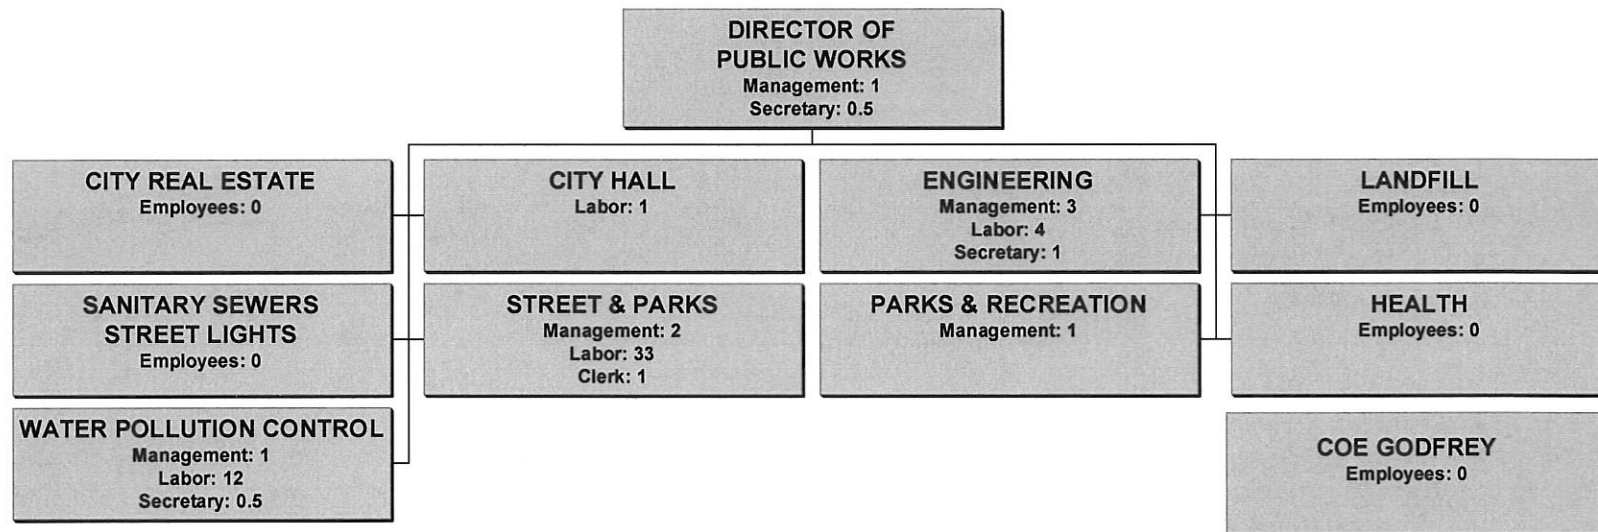 DIRECTOR OF
PUBLIC WORKS
Management: 1
Secretary: 0.5
CITY REAL ESTATE
Employees: 0
CITY HALL
Labor: 1
ENGINEERING
Management: 3
Labor: 4
Secretary: 1
LANDFILL
Employees: 0
SANITARY SEWERS
STREET LIGHTS
Employees: 0
STREET & PARKS
Management: 2
Labor: 33
Clerk: 1
PARKS & RECREATION
Management: 1
HEALTH
Employees: 0
WATER POLLUTION CONTROL
Management: 1
Labor: 12
Secretary: 0.5
COE GODFREY
Employees: 0